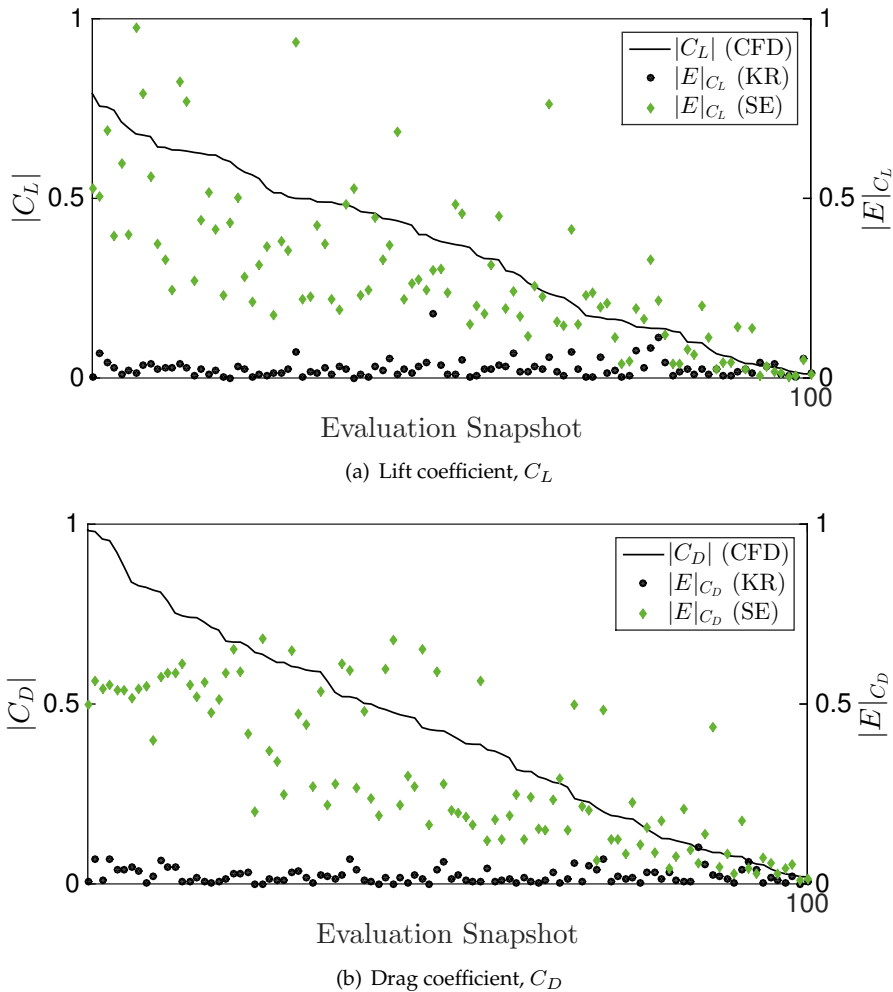 1
1
|C_L| (CFD)
|E|_{C_L} (KR)
|E|_{C_L} (SE)
|C_L|
0.5
0.5
|E|_{C_L}
0
0
100
Evaluation Snapshot
(a) Lift coefficient, C_L
1
1
|C_D| (CFD)
|E|_{C_D} (KR)
|E|_{C_D} (SE)
|C_D|
0.5
0.5
|E|_{C_D}
0
0
100
Evaluation Snapshot
(b) Drag coefficient, C_D